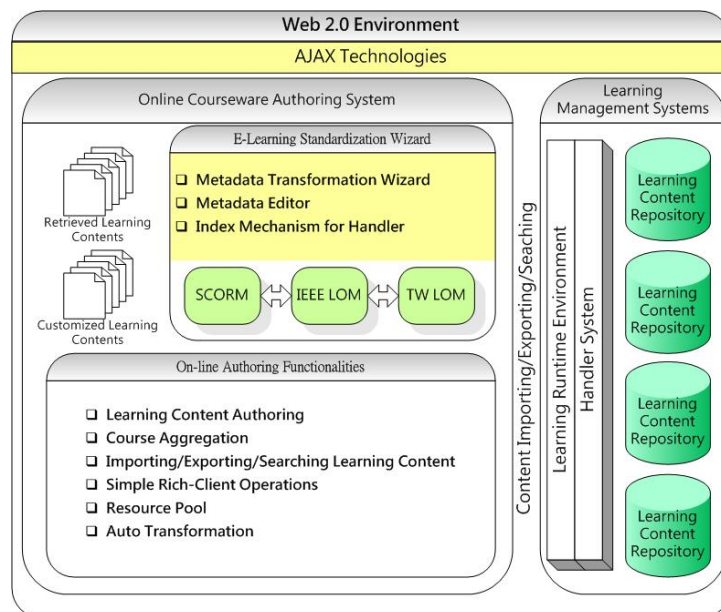 Web 2.0 Environment
AJAX Technologies
Online Courseware Authoring System
E-Learning Standardization Wizard
❑ Metadata Transformation Wizard
❑ Metadata Editor
❑ Index Mechanism for Handler
Retrieved Learning
Contents
Customized Learning
Contents
SCORM
IEEE LOM
TW LOM
On-line Authoring Functionalities
❑ Learning Content Authoring
❑ Course Aggregation
❑ Importing/Exporting/Searching Learning Content
❑ Simple Rich-Client Operations
❑ Resource Pool
❑ Auto Transformation
Content Importing/Exporting/Seaching
Learning
Management Systems
Learning Runtime Environment
Handler System
Learning
Content
Repository
Learning
Content
Repository
Learning
Content
Repository
Learning
Content
Repository